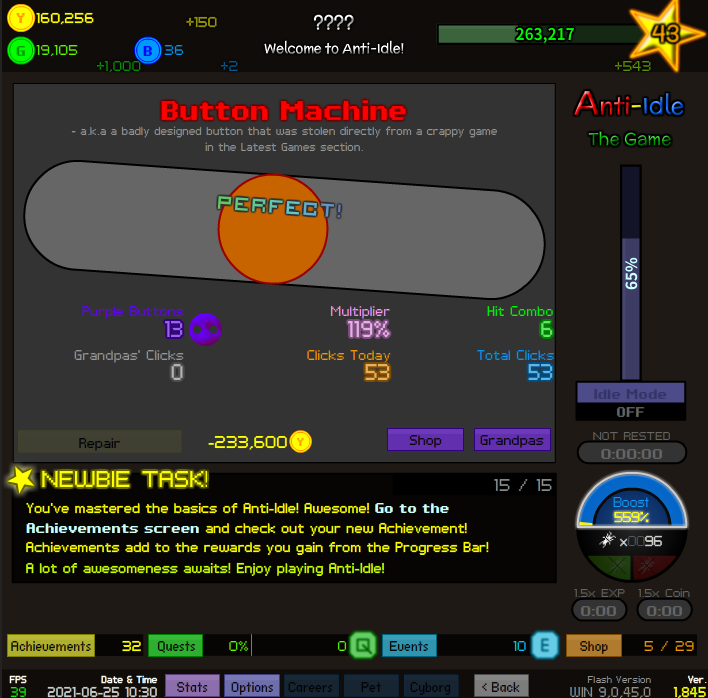 160,256
+150
????
263,217
43
19,105
36
Welcome to Anti-Idle!
+1,000
+2
+543
Button Machine
- a.k.a a badly designed button that was stolen directly from a crappy game
in the Latest Games section.
Anti-Idle
The Game
PERFECT!
65%
Purple Buttons
13
Multiplier
119%
Hit Combo
6
Grandpas' Clicks
0
Clicks Today
53
Total Clicks
53
Idle Mode
OFF
Repair
-233,600
Shop
Grandpas
NOT RESTED
0:00:00
NEWBIE TASK!
15 / 15
You've mastered the basics of Anti-Idle! Awesome! Go to the
Achievements screen and check out your new Achievement!
Achievements add to the rewards you gain from the Progress Bar!
A lot of awesomeness awaits! Enjoy playing Anti-Idle!
Boost
559%
x0096
1.5x EXP
1.5x Coin
0:00
0:00
Achievements
32
Quests
0%
0
Q
Events
10
E
Shop
5 / 29
FPS
39
Date & Time
2021-06-25 10:30
Stats
Options
Careers
Pet
Cyborg
< Back
Flash Version
WIN 9,0,45,0
Ver.
1,845